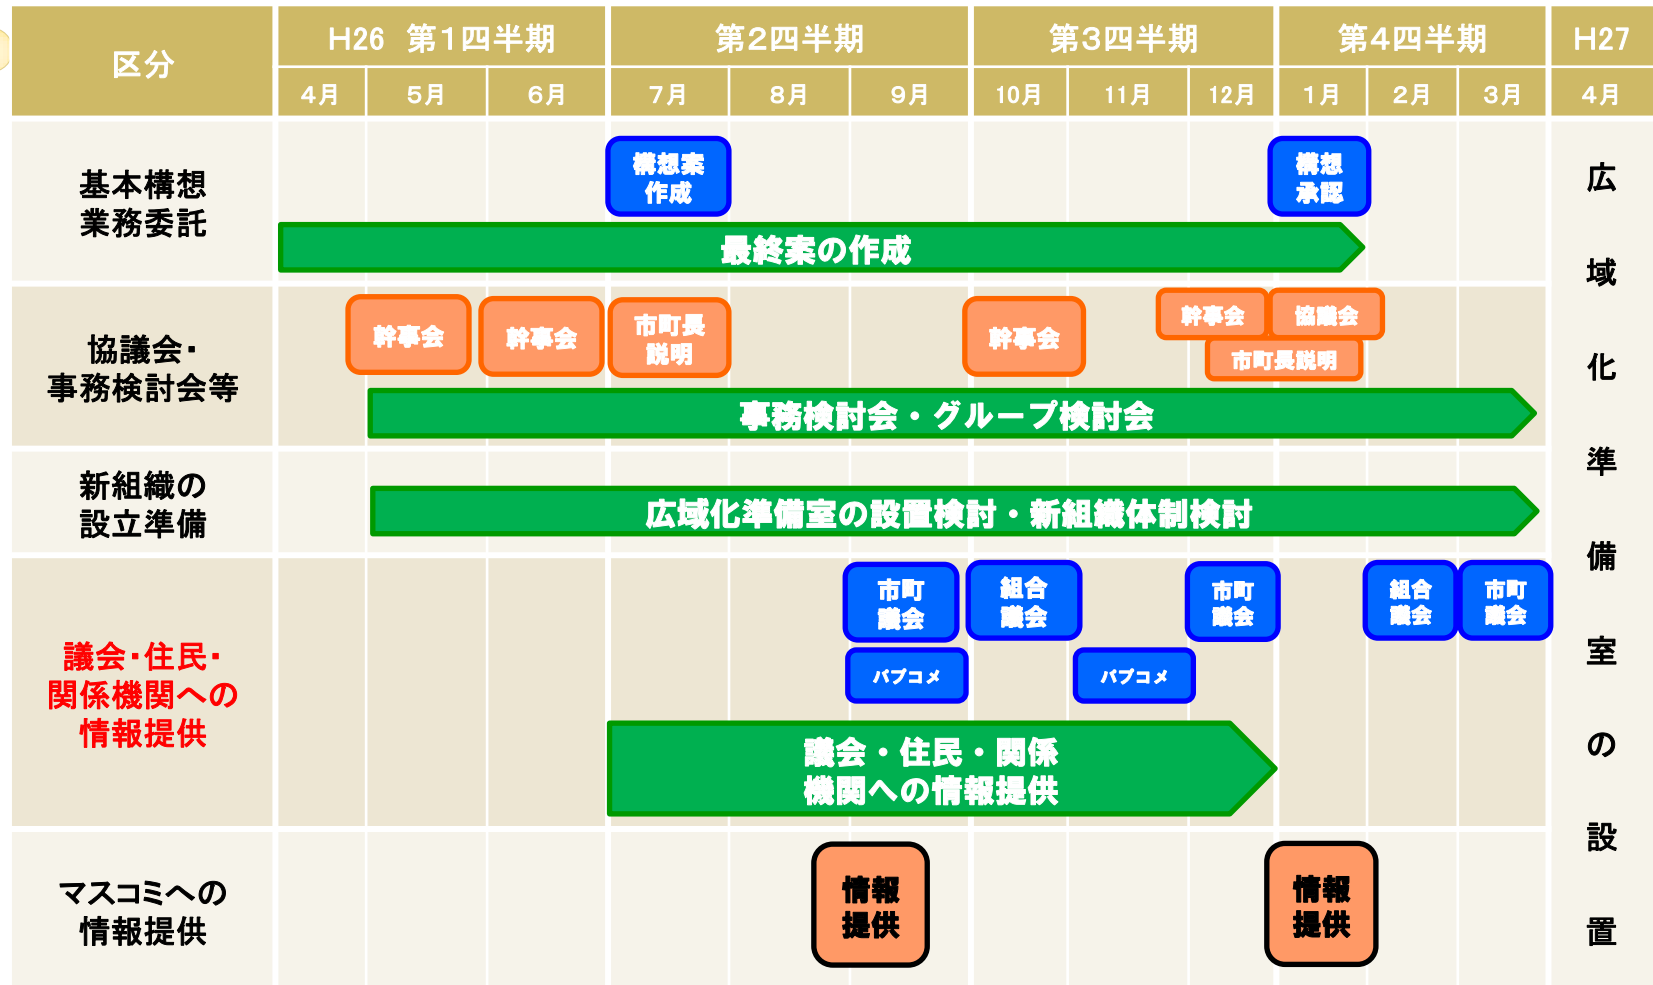 区分
H26 第1四半期
第2四半期
第3四半期
第4四半期
H27
4月
5月
6月
7月
8月
9月
10月
11月
12月
1月
2月
3月
4月
基本構想
業務委託
構想案
作成
構想
承認
最終案の作成
協議会・
事務検討会等
幹事会
幹事会
市町長
説明
幹事会
幹事会
協議会
市町長説明
事務検討会・グループ検討会
新組織の
設立準備
広域化準備室の設置検討・新組織体制検討
議会・住民・
関係機関への
情報提供
市町
議会
組合
議会
市町
議会
組合
議会
市町
議会
パブコメ
パブコメ
議会・住民・関係
機関への情報提供
マスコミへの
情報提供
情報
提供
情報
提供
広域化準備室の設置